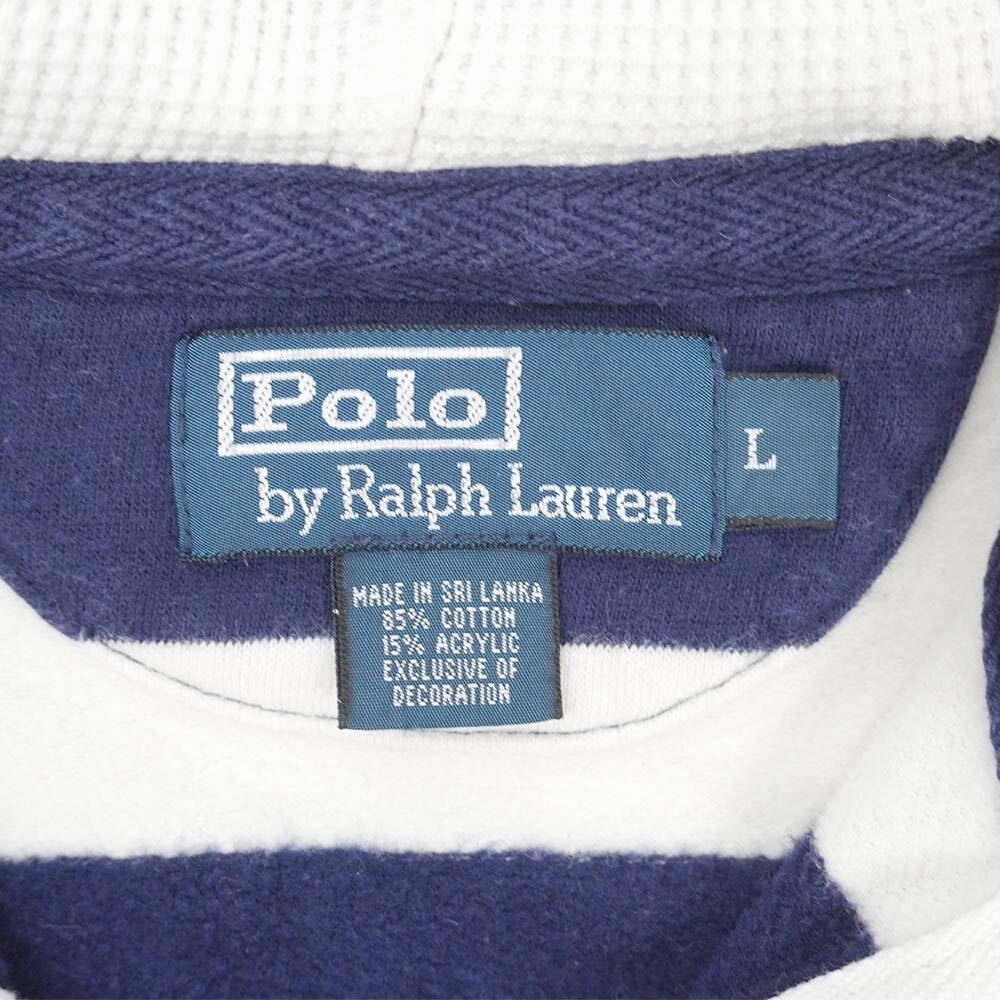 Polo
by Ralph Lauren
L
MADE IN SRI LANKA
85% COTTON
15% ACRYLIC
EXCLUSIVE OF
DECORATION